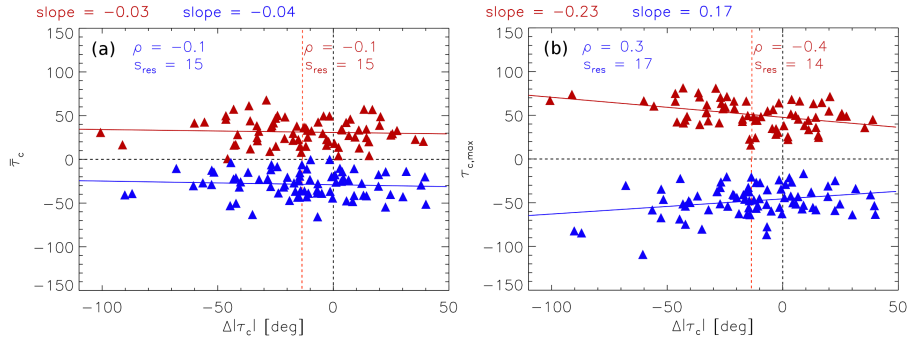 slope = −0.03 slope = −0.04
(a) ρ = −0.1 ρ = −0.1
s_res = 15 s_res = 15
150
100
50
0
−50
−100
−150
τ̅_c
−100 −50 0 50
Δ|τ_c| [deg]
slope = −0.23 slope = 0.17
(b) ρ = 0.3 ρ = −0.4
s_res = 17 s_res = 14
150
100
50
0
−50
−100
−150
τ_c,max
−100 −50 0 50
Δ|τ_c| [deg]